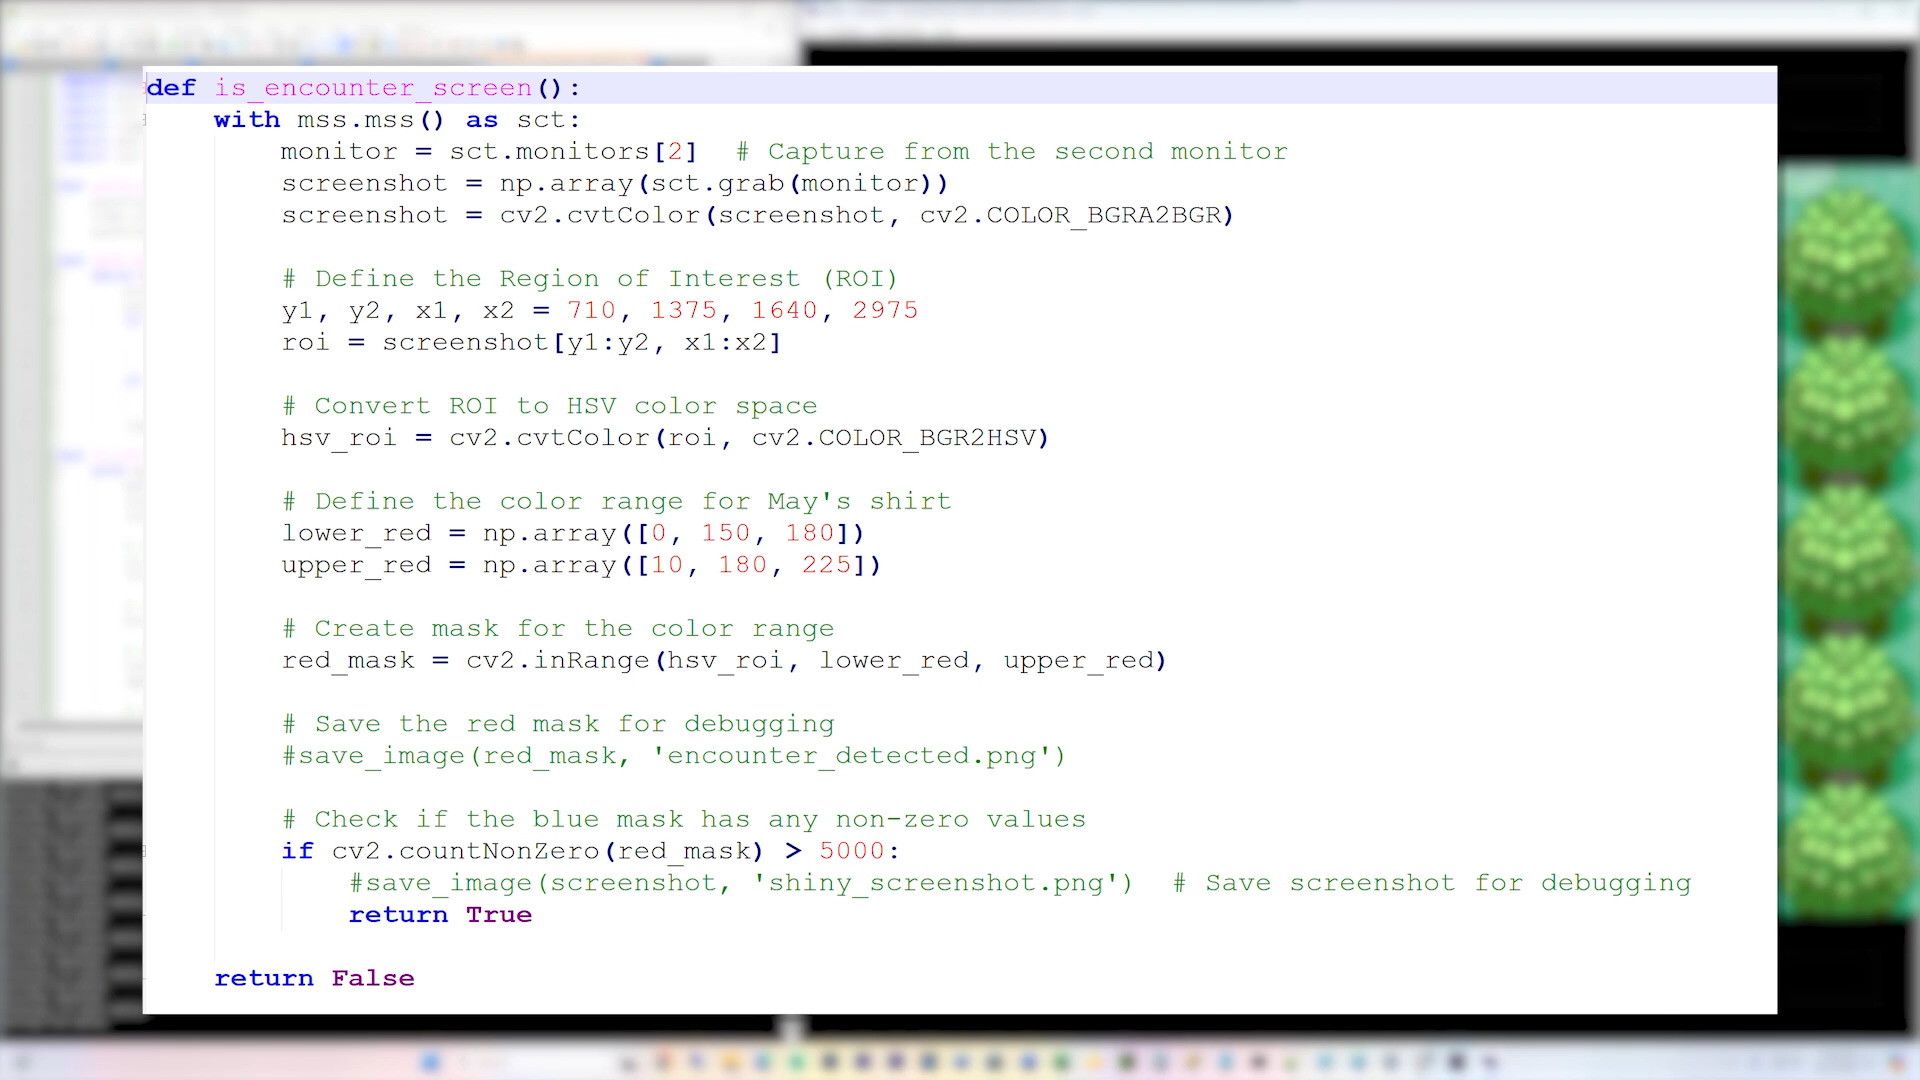 def is_encounter_screen():
    with mss.mss() as sct:
        monitor = sct.monitors[2]  # Capture from the second monitor
        screenshot = np.array(sct.grab(monitor))
        screenshot = cv2.cvtColor(screenshot, cv2.COLOR_BGRA2BGR)

        # Define the Region of Interest (ROI)
        y1, y2, x1, x2 = 710, 1375, 1640, 2975
        roi = screenshot[y1:y2, x1:x2]

        # Convert ROI to HSV color space
        hsv_roi = cv2.cvtColor(roi, cv2.COLOR_BGR2HSV)

        # Define the color range for May's shirt
        lower_red = np.array([0, 150, 180])
        upper_red = np.array([10, 180, 225])

        # Create mask for the color range
        red_mask = cv2.inRange(hsv_roi, lower_red, upper_red)

        # Save the red mask for debugging
        #save_image(red_mask, 'encounter_detected.png')

        # Check if the blue mask has any non-zero values
        if cv2.countNonZero(red_mask) > 5000:
            #save_image(screenshot, 'shiny_screenshot.png')  # Save screenshot for debugging
            return True

    return False